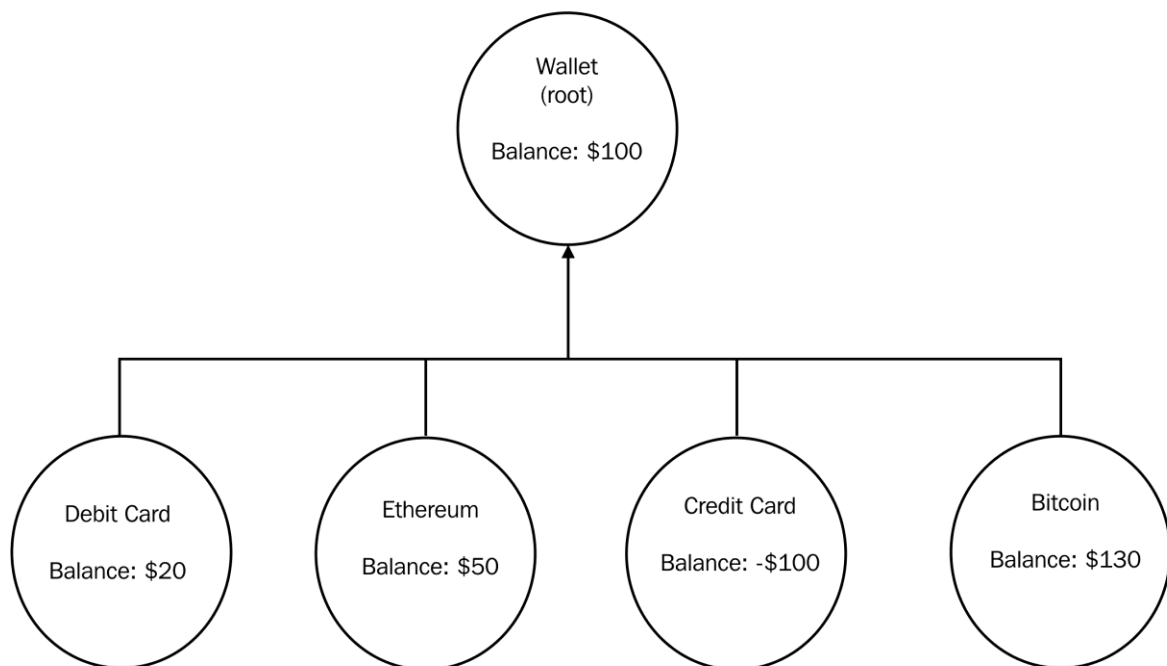 Wallet
(root)
Balance: $100
Debit Card
Balance: $20
Ethereum
Balance: $50
Credit Card
Balance: -$100
Bitcoin
Balance: $130